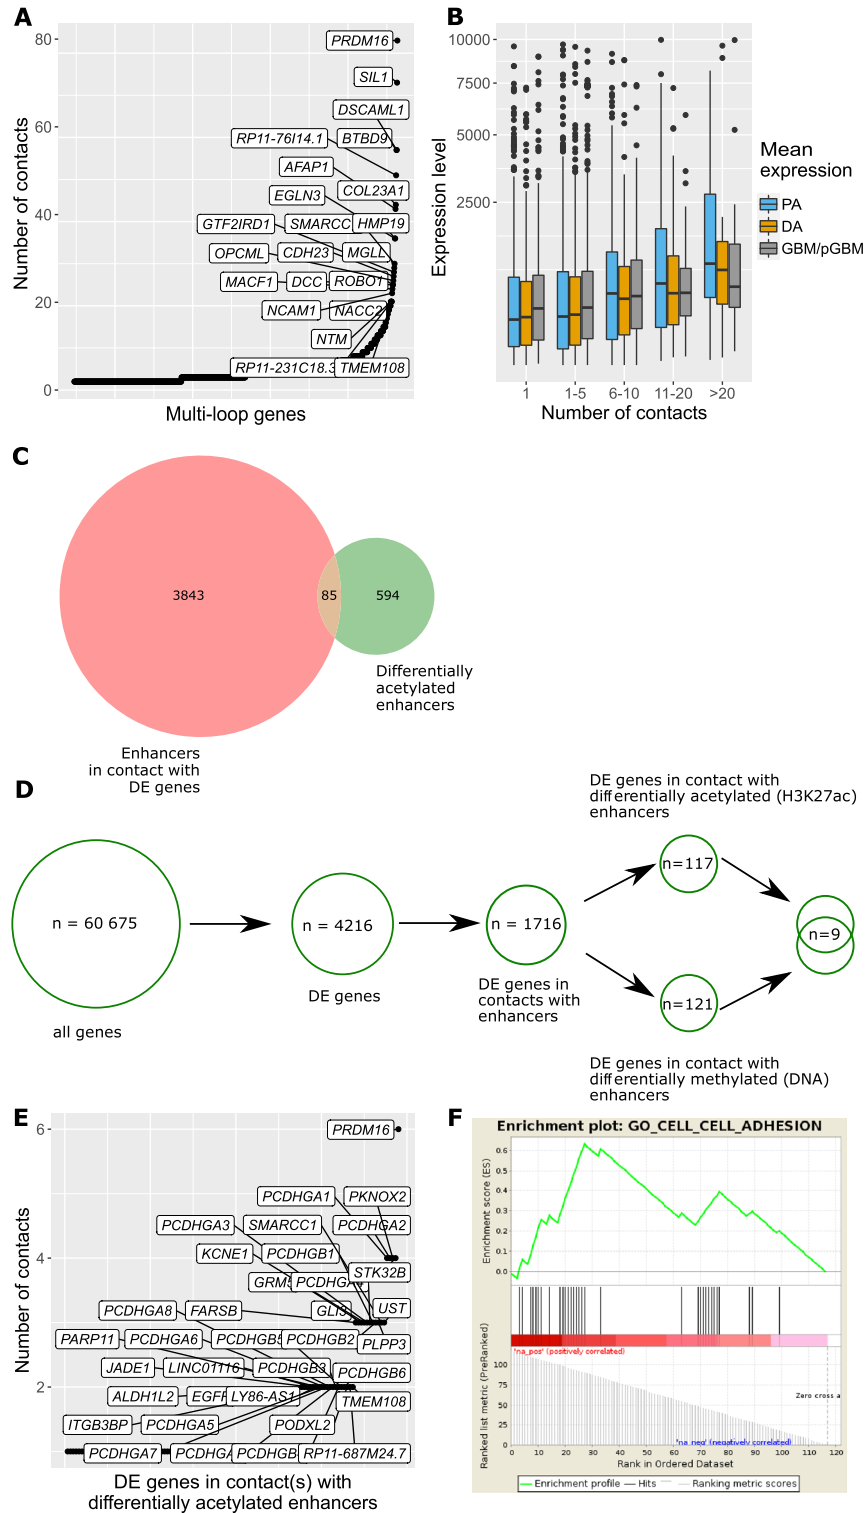 A
80
60
40
20
0
Number of contacts
PRDM16
SIL1
DSCAML1
RP11-76I14.1 BTBD9
AFAP1
COL23A1
EGLN3
GTF2IRD1 SMARCC HMP19
OPCML CDH23 MGLL
MACF1 DCC ROBO1
NCAM1 NACC2
NTM
RP11-231C18.3 TMEM108
Multi-loop genes
B
10000
7500
5000
2500
Expression level
1 1-5 6-10 11-20 >20
Number of contacts
Mean
expression
PA
DA
GBM/pGBM
C
3843 85 594
Differentially
acetylated
enhancers
Enhancers
in contact with
DE genes
D
DE genes in contact with
differentially acetylated (H3K27ac)
enhancers
n=117
n = 60 675
n = 4216
n = 1716
n=9
DE genes in
contacts with
enhancers
DE genes
all genes
n=121
DE genes in contact with
differentially methylated (DNA)
enhancers
E
6
4
2
Number of contacts
PRDM16
PCDHGA1 PKNOX2
PCDHGA3 SMARCC1 PCDHGA2
KCNE1 PCDHGB1
STK32B
GRM5 PCDHGA
GLI3 UST
PCDHGA8 FARSB
PARP11 PCDHGA6 PCDHGB5 PCDHGB2 PLPP3
JADE1 LINC01116 PCDHGB3 PCDHGB6
ALDH1L2 EGFR LY86-AS1 TMEM108
ITGB3BP PCDHGA5 PODXL2
PCDHGA7 PCDHGA PCDHGB RP11-687M24.7
DE genes in contact(s) with
differentially acetylated enhancers
F
Enrichment plot: GO_CELL_CELL_ADHESION
Enrichment score (ES)
0.6
0.5
0.4
0.3
0.2
0.1
0.0
'na_pos' (positively correlated)
Ranked list metric (PreRanked)
100
75
50
25
0
Zero cross a
'na_neg' (negatively correlated)
0 10 20 30 40 50 60 70 80 90 100 110 120
Rank in Ordered Dataset
Enrichment profile Hits Ranking metric scores